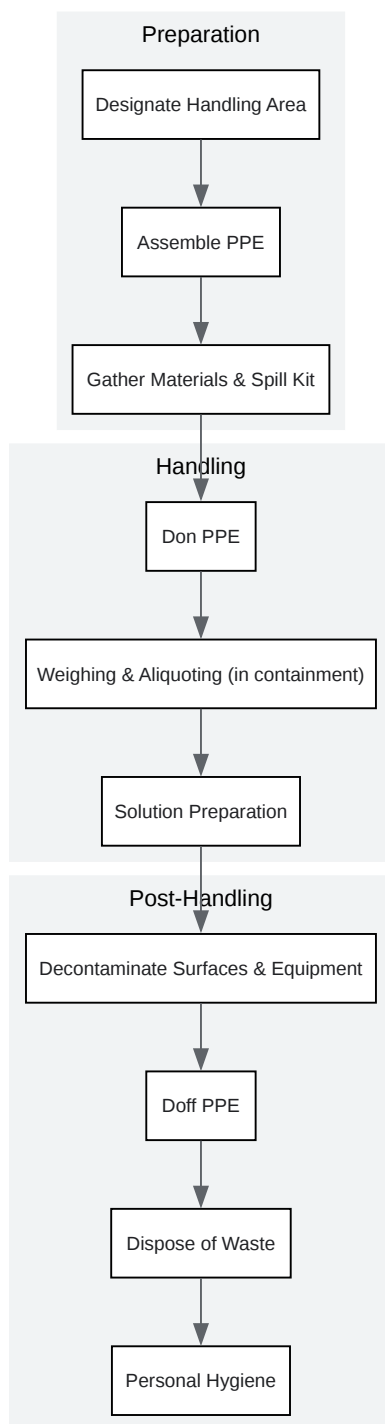 Preparation
Designate Handling Area
Assemble PPE
Gather Materials & Spill Kit
Handling
Don PPE
Weighing & Aliquoting (in containment)
Solution Preparation
Post-Handling
Decontaminate Surfaces & Equipment
Doff PPE
Dispose of Waste
Personal Hygiene